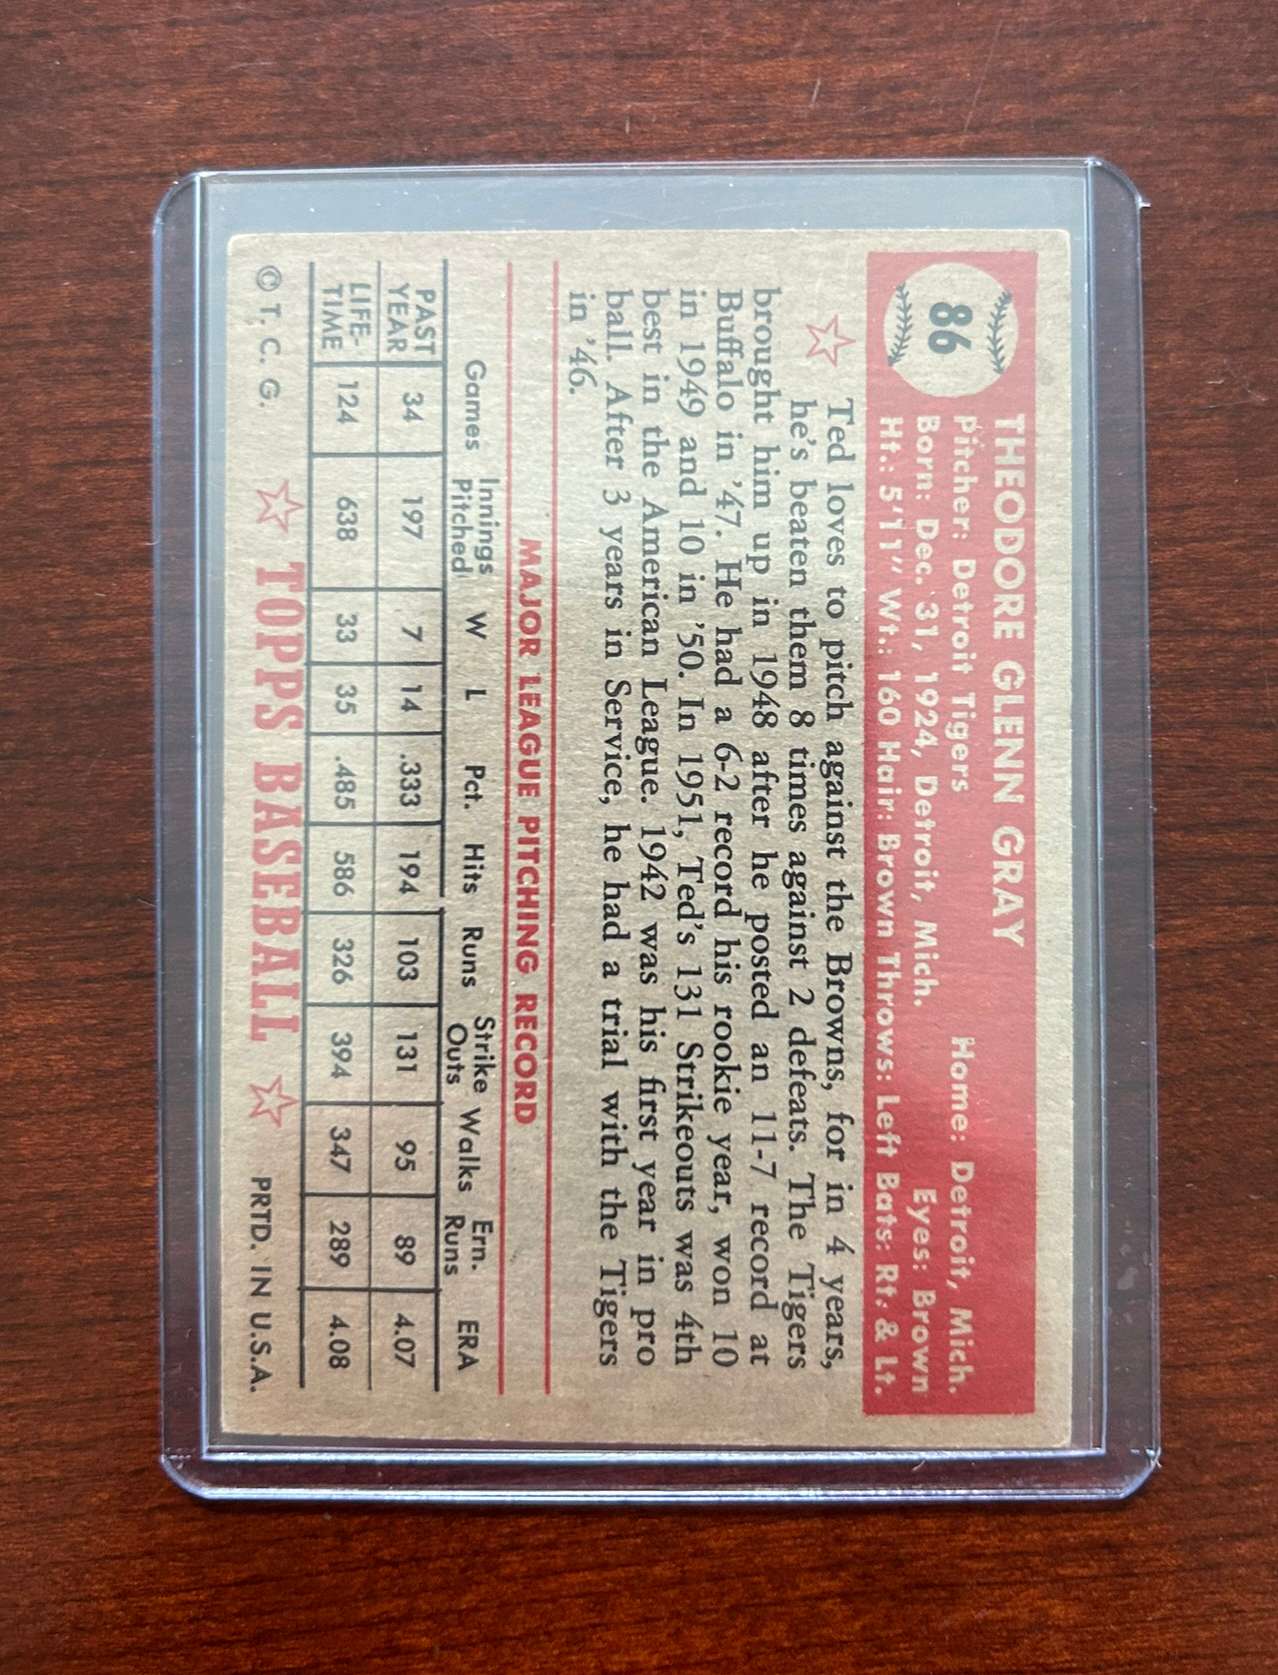 86
THEODORE GLENN GRAY
Pitcher: Detroit Tigers Home: Detroit, Mich.
Born: Dec. 31, 1924, Detroit, Mich. Eyes: Brown
Ht.: 5'11" Wt.: 160 Hair: Brown Throws: Left Bats: Rt. & Lt.
Ted loves to pitch against the Browns, for in 4 years,
he's beaten them 8 times against 2 defeats. The Tigers
brought him up in 1948 after he posted an 11-7 record at
Buffalo in '47. He had a 6-2 record his rookie year, won 10
in 1949 and 10 in '50. In 1951, Ted's 131 Strikeouts was 4th
best in the American League. 1942 was his first year in pro
ball. After 3 years in Service, he had a trial with the Tigers
in '46.
MAJOR LEAGUE PITCHING RECORD
Games Innings Pitched W L Pct. Hits Runs Strike Outs Walks Ern. Runs ERA
PAST YEAR 34 197 7 14 .333 194 103 131 95 89 4.07
LIFE-TIME 124 638 33 35 .485 586 326 394 347 289 4.08
© T. C. G. TOPPS BASEBALL PRTD. IN U.S.A.